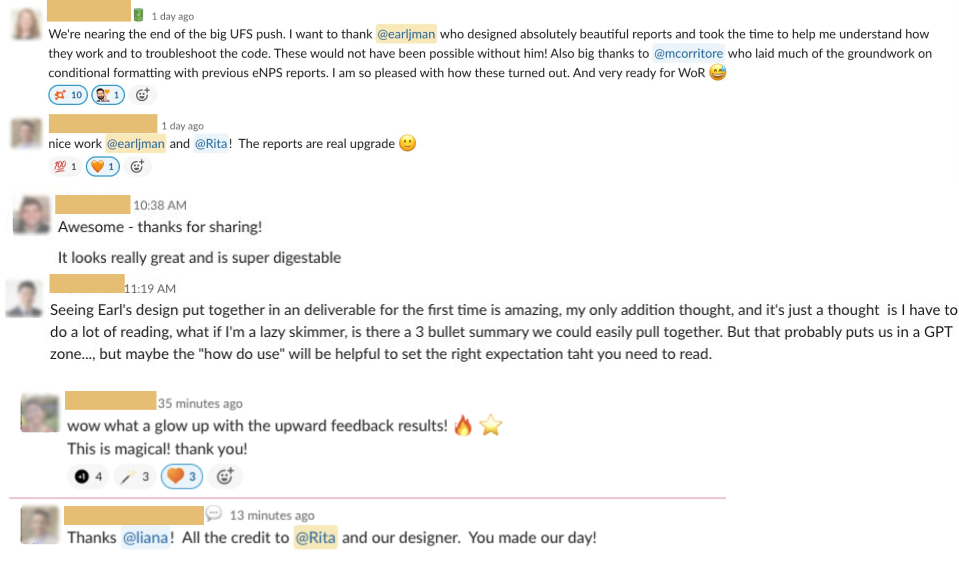 1 day ago
We're nearing the end of the big UFS push. I want to thank @earljman who designed absolutely beautiful reports and took the time to help me understand how
they work and to troubleshoot the code. These would not have been possible without him! Also big thanks to @mcorritore who laid much of the groundwork on
conditional formatting with previous eNPS reports. I am so pleased with how these turned out. And very ready for WoR 😅
10 1
1 day ago
nice work @earljman and @Rita! The reports are real upgrade 🙂
💯 1 🧡 1
10:38 AM
Awesome - thanks for sharing!
It looks really great and is super digestable
11:19 AM
Seeing Earl's design put together in an deliverable for the first time is amazing, my only addition thought, and it's just a thought is I have to
do a lot of reading, what if I'm a lazy skimmer, is there a 3 bullet summary we could easily pull together. But that probably puts us in a GPT
zone..., but maybe the "how do use" will be helpful to set the right expectation taht you need to read.
35 minutes ago
wow what a glow up with the upward feedback results! 🔥 ⭐
This is magical! thank you!
+1 4 3 🧡 3
13 minutes ago
Thanks @liana! All the credit to @Rita and our designer. You made our day!